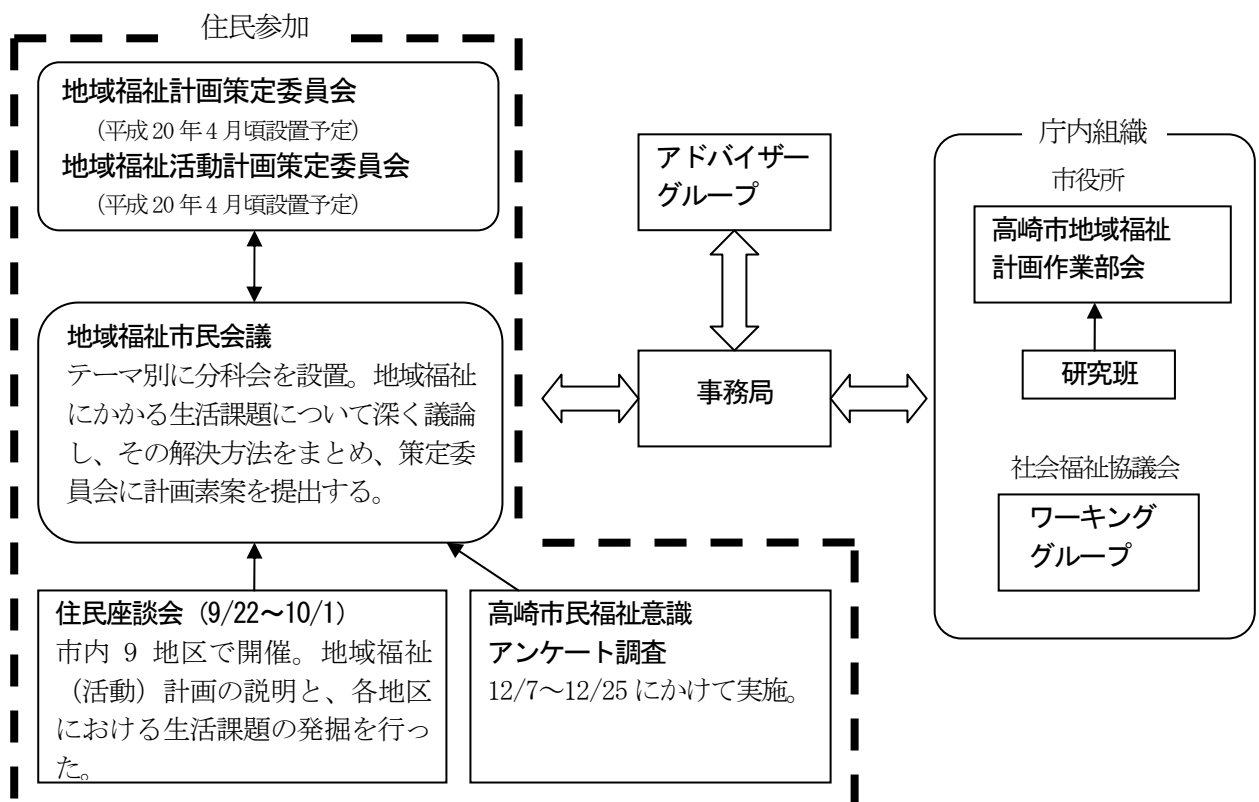 住民参加
地域福祉計画策定委員会
(平成20年4月頃設置予定)
地域福祉活動計画策定委員会
(平成20年4月頃設置予定)
地域福祉市民会議
テーマ別に分科会を設置。地域福祉
にかかる生活課題について深く議論
し、その解決方法をまとめ、策定委
員会に計画素案を提出する。
住民座談会（9/22～10/1）
市内 9 地区で開催。地域福祉
（活動）計画の説明と、各地区
における生活課題の発掘を行っ
た。
高崎市民福祉意識
アンケート調査
12/7～12/25にかけて実施。
アドバイザー
グループ
事務局
庁内組織
市役所
高崎市地域福祉
計画作業部会
研究班
社会福祉協議会
ワーキング
グループ